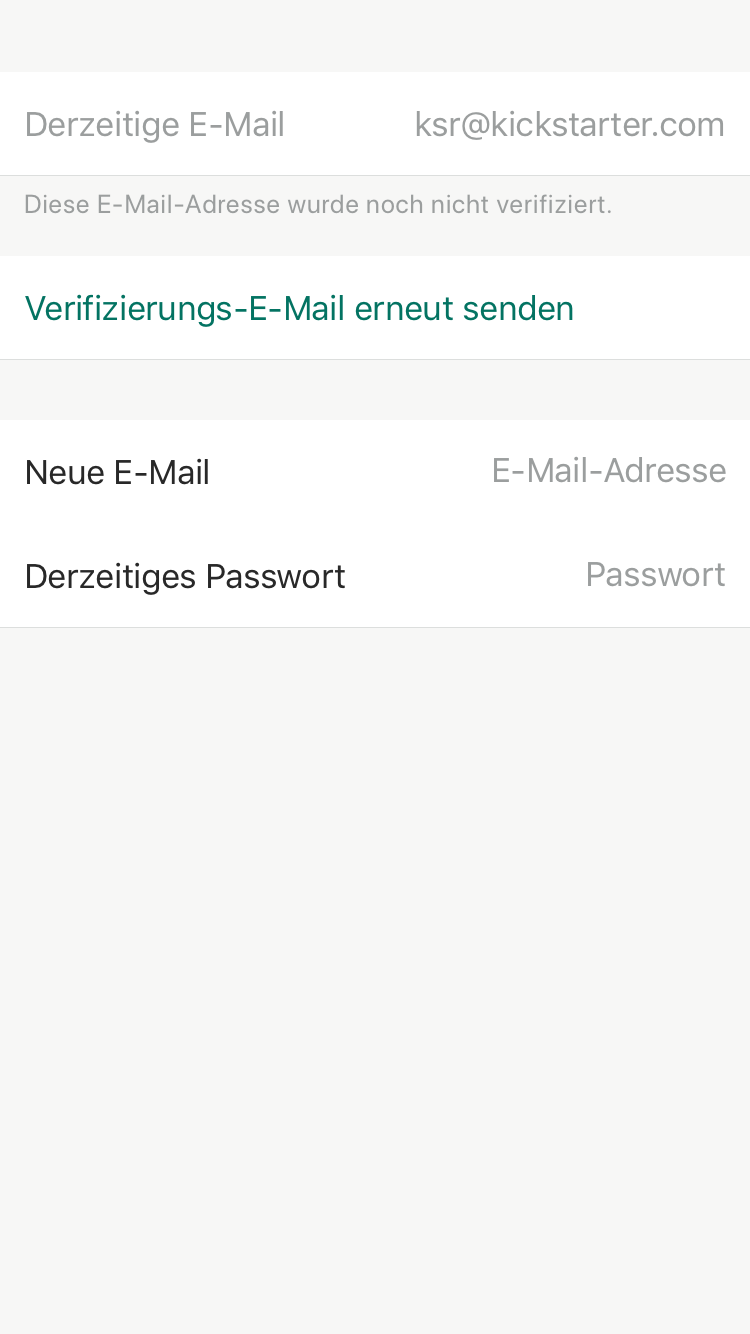 Derzeitige E-Mail ksr@kickstarter.com
Diese E-Mail-Adresse wurde noch nicht verifiziert.
Verifizierungs-E-Mail erneut senden
Neue E-Mail E-Mail-Adresse
Derzeitiges Passwort Passwort